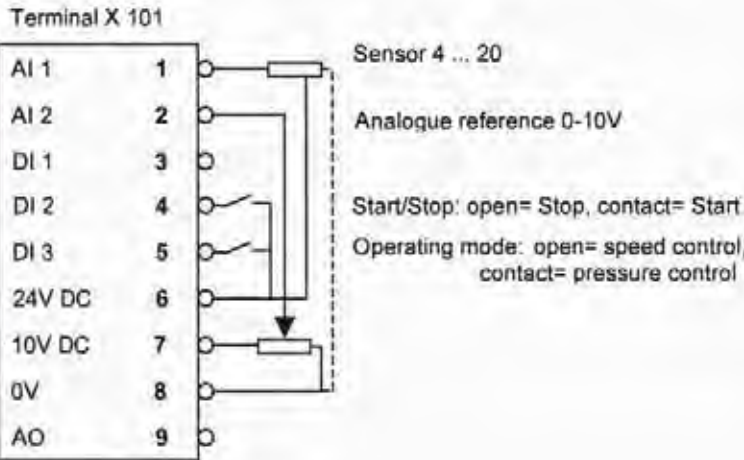 Terminal X 101
AI 1 1 Sensor 4 ... 20
AI 2 2 Analogue reference 0-10V
DI 1 3
DI 2 4 Start/Stop: open= Stop, contact= Start
DI 3 5 Operating mode: open= speed control,
contact= pressure control
24V DC 6
10V DC 7
0V 8
AO 9